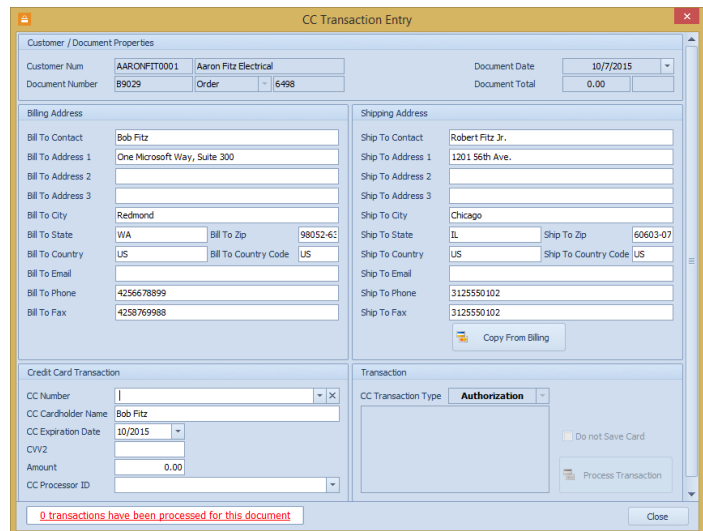 CC Transaction Entry
Customer / Document Properties
Customer Num AARONFIT0001 Aaron Fitz Electrical Document Date 10/7/2015
Document Number B9029 Order 6498 Document Total 0.00
Billing Address
Bill To Contact Bob Fitz
Bill To Address 1 One Microsoft Way, Suite 300
Bill To Address 2
Bill To Address 3
Bill To City Redmond
Bill To State WA Bill To Zip 98052-63
Bill To Country US Bill To Country Code US
Bill To Email
Bill To Phone 4256678899
Bill To Fax 4258769988
Shipping Address
Ship To Contact Robert Fitz Jr.
Ship To Address 1 1201 56th Ave.
Ship To Address 2
Ship To Address 3
Ship To City Chicago
Ship To State IL Ship To Zip 60603-07
Ship To Country US Ship To Country Code US
Ship To Email
Ship To Phone 3125550102
Ship To Fax 3125550102
Copy From Billing
Credit Card Transaction
CC Number
CC Cardholder Name Bob Fitz
CC Expiration Date 10/2015
CVV2
Amount 0.00
CC Processor ID
Transaction
CC Transaction Type Authorization
Do not Save Card
Process Transaction
0 transactions have been processed for this document
Close